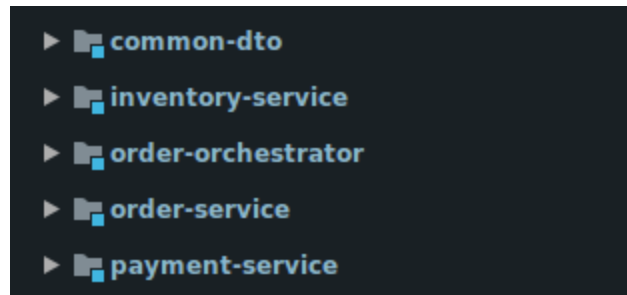 common-dto
inventory-service
order-orchestrator
order-service
payment-service